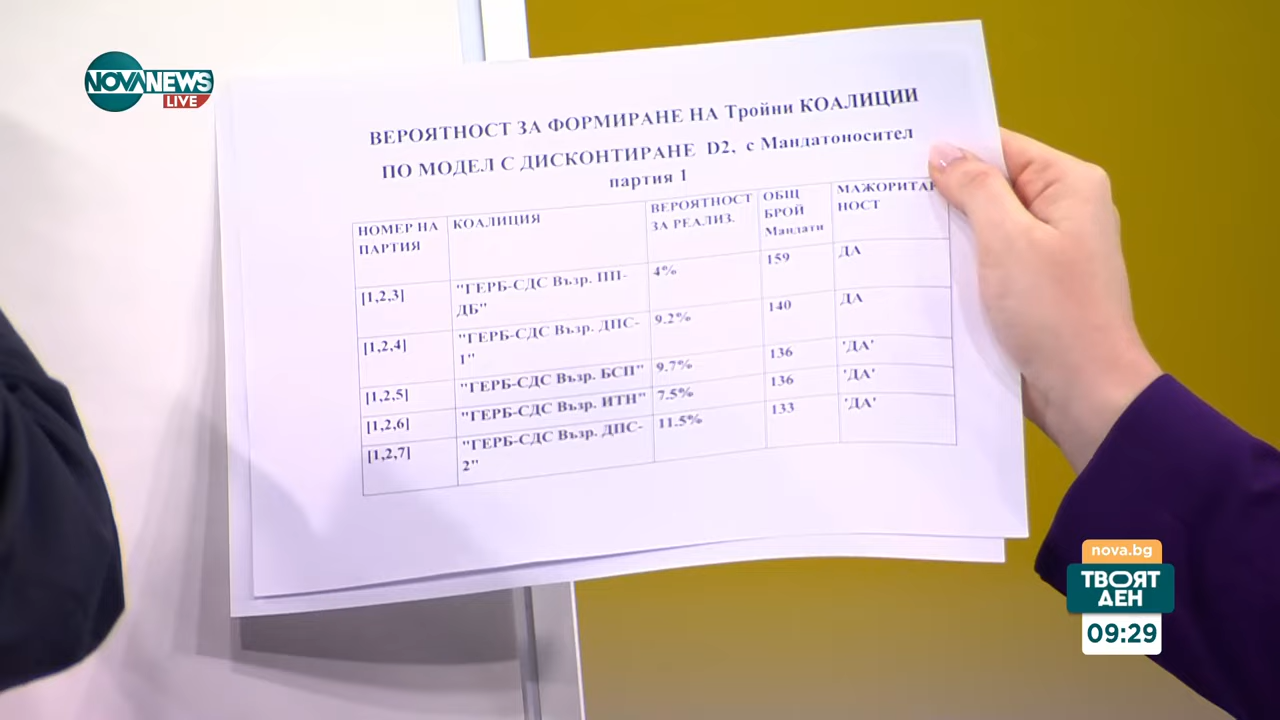 NOVANEWS
LIVE
ВЕРОЯТНОСТ ЗА ФОРМИРАНЕ НА Тройни КОАЛИЦИИ
ПО МОДЕЛ С ДИСКОНТИРАНЕ D2, с Мандатоносител
партия 1
НОМЕР НА ПАРТИЯ КОАЛИЦИЯ ВЕРОЯТНОСТ ЗА РЕАЛИЗ. ОБЩ БРОЙ Мандати МАЖОРИТАР НОСТ
[1,2,3] "ГЕРБ-СДС Възр. ПП-ДБ" 4% 159 ДА
[1,2,4] "ГЕРБ-СДС Възр. ДПС-1" 9.2% 140 ДА
[1,2,5] "ГЕРБ-СДС Възр. БСП" 9.7% 136 'ДА'
[1,2,6] "ГЕРБ-СДС Възр. ИТН" 7.5% 136 'ДА'
[1,2,7] "ГЕРБ-СДС Възр. ДПС-2" 11.5% 133 'ДА'
nova.bg
ТВОЯТ
ДЕН
09:29